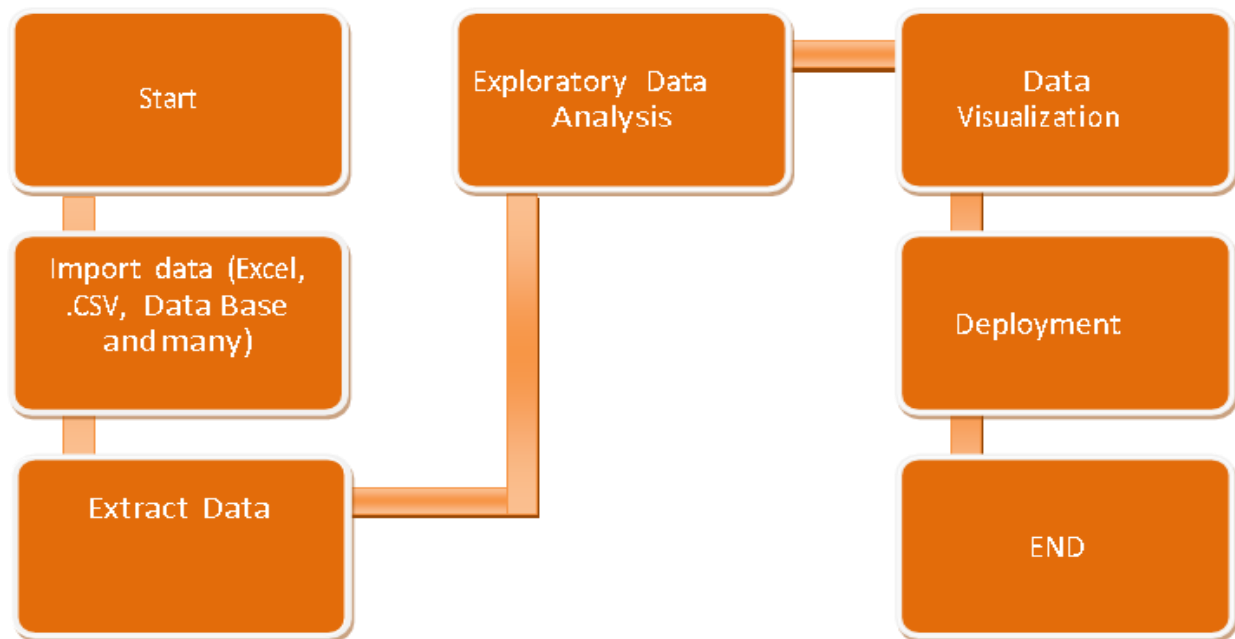 Start
Import data (Excel,
.CSV, Data Base
and many)
Extract Data
Exploratory Data
Analysis
Data
Visualization
Deployment
END